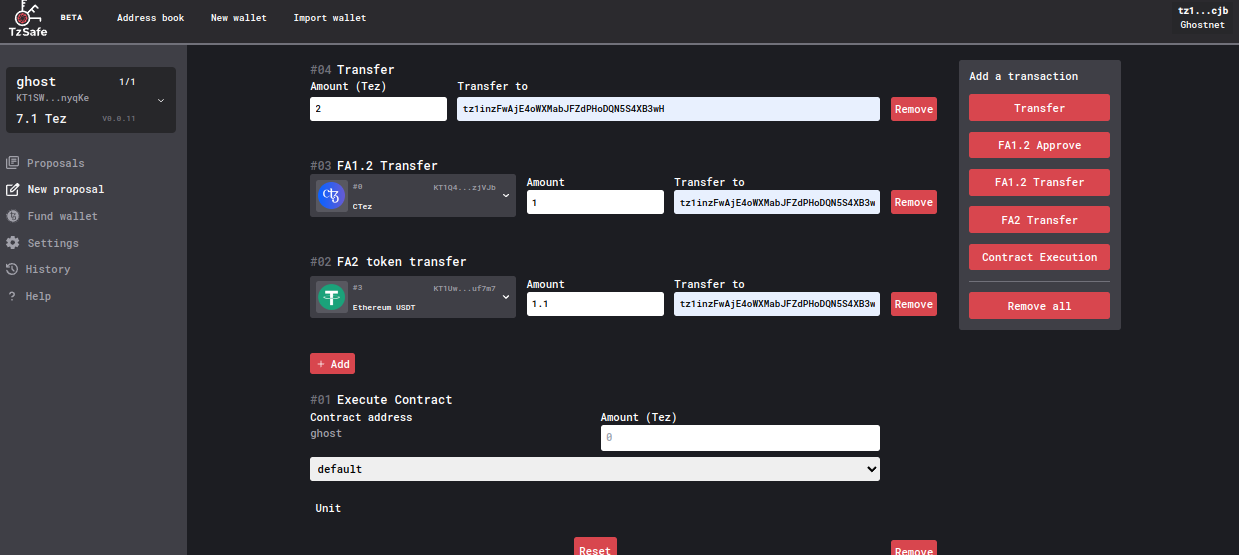 TzSafe
BETA
Address book
New wallet
Import wallet
tz1...cjb
Ghostnet
ghost
1/1
KT1SW...nyqKe
7.1 Tez
V0.0.11
Proposals
New proposal
Fund wallet
Settings
History
? Help
#04 Transfer
Amount (Tez)
Transfer to
2
tz1inzFwAjE4oWXMabJFZdPHoDQN5S4XB3wH
Remove
#03 FA1.2 Transfer
#0
KT1Q4...zjVJb
CTez
Amount
1
Transfer to
tz1inzFwAjE4oWXMabJFZdPHoDQN5S4XB3w
Remove
#02 FA2 token transfer
#3
KT1Uw...uf7m7
Ethereum USDT
Amount
1.1
Transfer to
tz1inzFwAjE4oWXMabJFZdPHoDQN5S4XB3w
Remove
+ Add
#01 Execute Contract
Contract address
ghost
Amount (Tez)
0
default
Unit
Reset
Remove
Add a transaction
Transfer
FA1.2 Approve
FA1.2 Transfer
FA2 Transfer
Contract Execution
Remove all